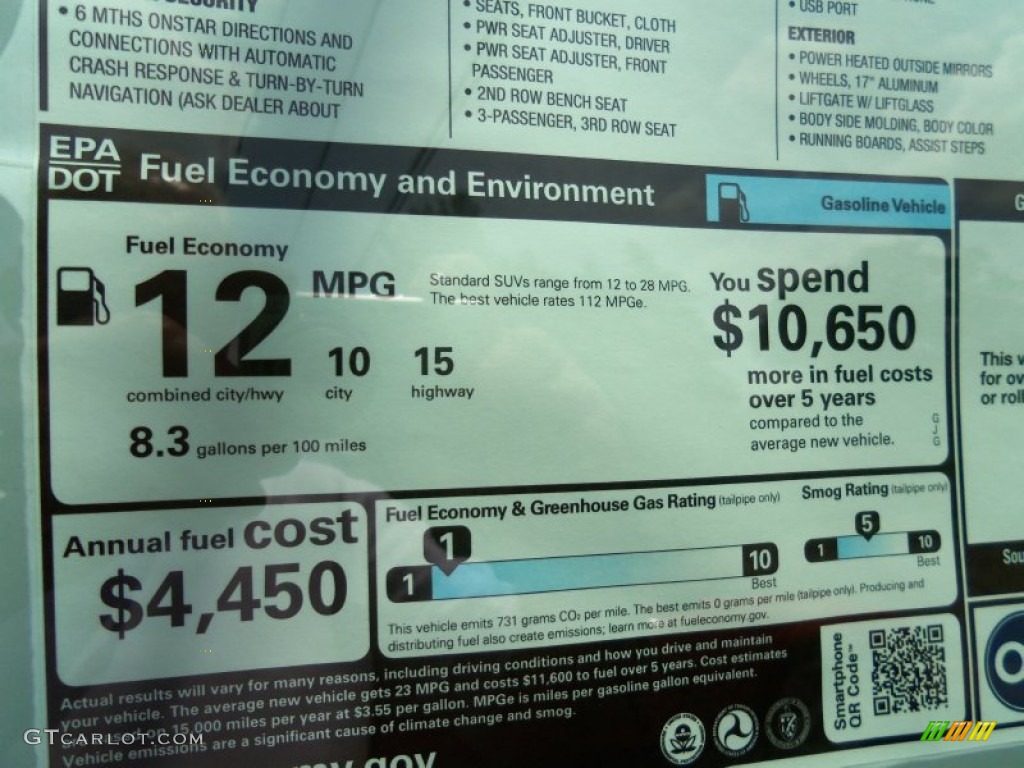 SECURITY
• 6 MTHS ONSTAR DIRECTIONS AND
CONNECTIONS WITH AUTOMATIC
CRASH RESPONSE & TURN-BY-TURN
NAVIGATION (ASK DEALER ABOUT
• SEATS, FRONT BUCKET, CLOTH
• PWR SEAT ADJUSTER, DRIVER
• PWR SEAT ADJUSTER, FRONT
PASSENGER
• 2ND ROW BENCH SEAT
• 3-PASSENGER, 3RD ROW SEAT
• USB PORT
EXTERIOR
• POWER HEATED OUTSIDE MIRRORS
• WHEELS, 17" ALUMINUM
• LIFTGATE W/ LIFTGLASS
• BODY SIDE MOLDING, BODY COLOR
• RUNNING BOARDS, ASSIST STEPS
EPA
DOT
Fuel Economy and Environment
Gasoline Vehicle
Fuel Economy
12 MPG
combined city/hwy
10
city
15
highway
8.3 gallons per 100 miles
Standard SUVs range from 12 to 28 MPG.
The best vehicle rates 112 MPGe.
You spend
$10,650
more in fuel costs
over 5 years
compared to the
average new vehicle.
G
J
G
Annual fuel cost
$4,450
Fuel Economy & Greenhouse Gas Rating (tailpipe only)
1
1
10
Best
Smog Rating (tailpipe only)
5
1
10
Best
This vehicle emits 731 grams CO₂ per mile. The best emits 0 grams per mile (tailpipe only). Producing and
distributing fuel also create emissions; learn more at fueleconomy.gov.
Actual results will vary for many reasons, including driving conditions and how you drive and maintain
your vehicle. The average new vehicle gets 23 MPG and costs $11,600 to fuel over 5 years. Cost estimates
on 15,000 miles per year at $3.55 per gallon. MPGe is miles per gasoline gallon equivalent.
Vehicle emissions are a significant cause of climate change and smog.
my.gov
Smartphone
QR Code™
G
This v
for ov
or roll
Sou
GTCARLOT.COM